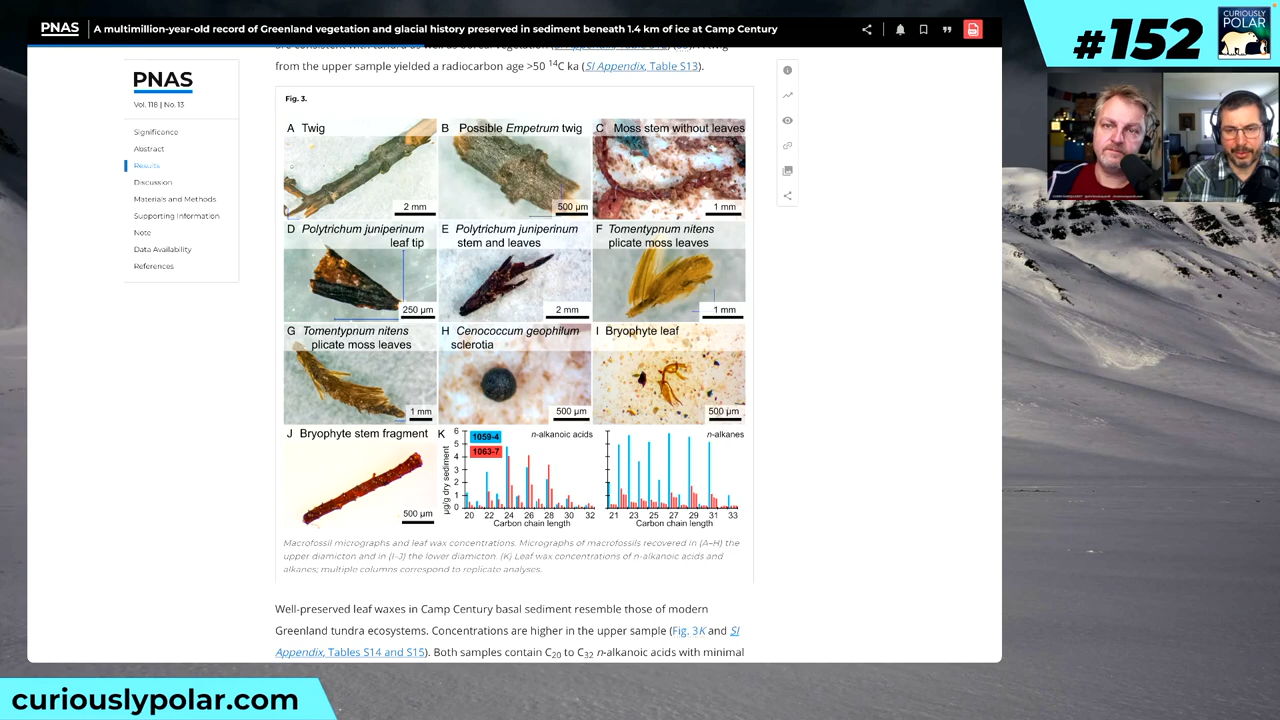 PNAS
A multimillion-year-old record of Greenland vegetation and glacial history preserved in sediment beneath 1.4 km of ice at Camp Century
#152
CURIOUSLY
POLAR
PNAS
Vol. 118 | No. 13
Significance
Abstract
Results
Discussion
Materials and Methods
Supporting Information
Note
Data Availability
References
from the upper sample yielded a radiocarbon age >50 14C ka (SI Appendix, Table S13).
Fig. 3.
A Twig
2 mm
B Possible Empetrum twig
500 µm
C Moss stem without leaves
1 mm
D Polytrichum juniperinum
leaf tip
250 µm
E Polytrichum juniperinum
stem and leaves
2 mm
F Tomentypnum nitens
plicate moss leaves
1 mm
G Tomentypnum nitens
plicate moss leaves
1 mm
H Cenococcum geophilum
sclerotia
500 µm
I Bryophyte leaf
500 µm
J Bryophyte stem fragment
500 µm
K
µg/g dry sediment
6
5
4
3
2
1
0
1059-4
1063-7
n-alkanoic acids
20 22 24 26 28 30 32
Carbon chain length
n-alkanes
21 23 25 27 29 31 33
Carbon chain length
Macrofossil micrographs and leaf wax concentrations. Micrographs of macrofossils recovered in (A–H) the
upper diamicton and in (I–J) the lower diamicton. (K) Leaf wax concentrations of n-alkanoic acids and
alkanes; multiple columns correspond to replicate analyses.
Well-preserved leaf waxes in Camp Century basal sediment resemble those of modern
Greenland tundra ecosystems. Concentrations are higher in the upper sample (Fig. 3K and SI
Appendix, Tables S14 and S15). Both samples contain C20 to C32 n-alkanoic acids with minimal
curiouslypolar.com